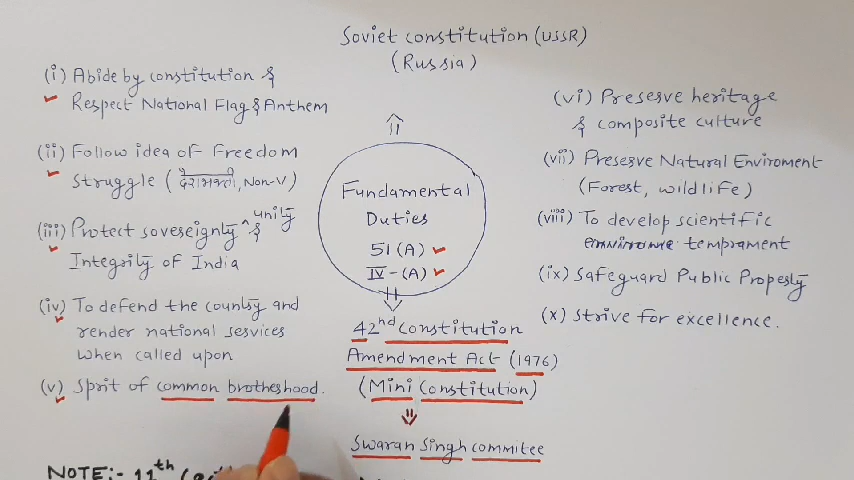 Soviet constitution (USSR)
(Russia)
(i) Abide by constitution &
Respect National Flag & Anthem
(ii) Follow idea of Freedom
Struggle (देशभक्ती, Non-V)
(iii) Protect sovereignty ^ unity &
Integrity of India
(iv) To defend the country and
render national services
when called upon
(v) Sprit of common brotherhood.
Fundamental
Duties
51 (A)
IV-(A)
42nd Constitution
Amendment Act (1976)
(Mini constitution)
Swaran Singh commitee
(vi) Preserve heritage
& composite culture
(vii) Preserve Natural Enviroment
(Forest, wildlife)
(viii) To develop scientific
temprament
(ix) Safeguard Public Property
(x) Strive for excellence.
NOTE:- 11th